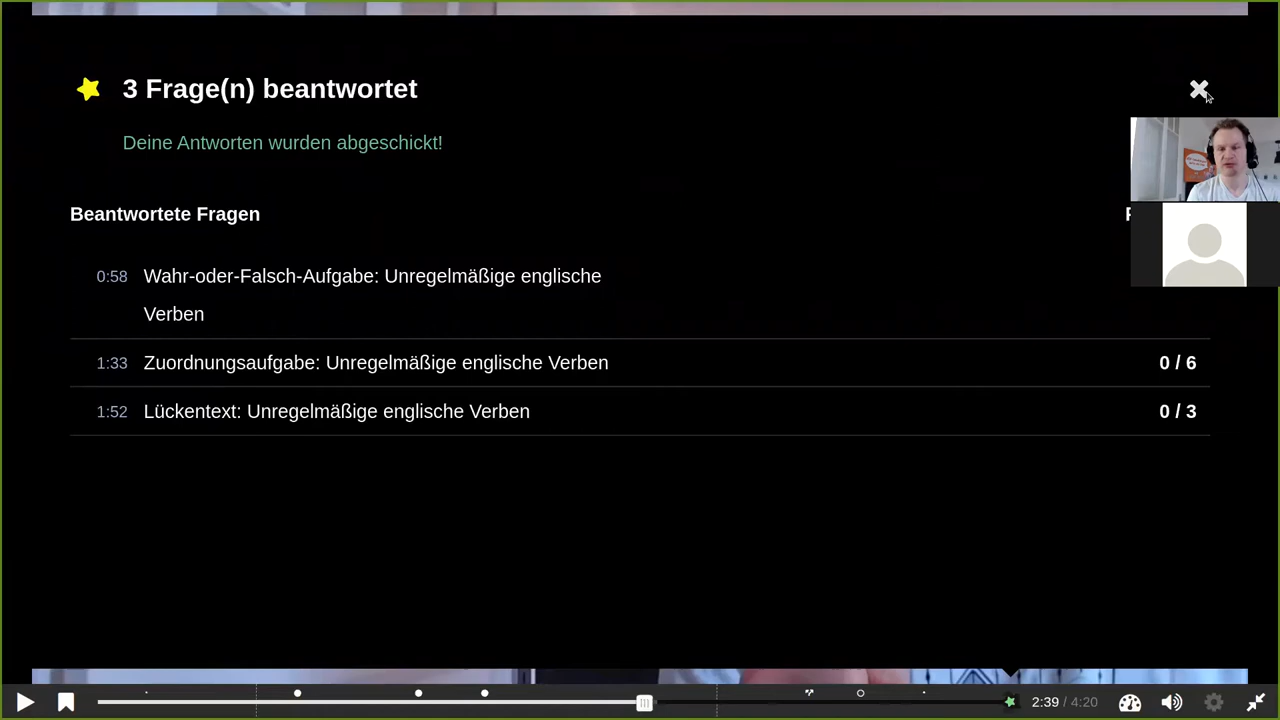 3 Frage(n) beantwortet
Deine Antworten wurden abgeschickt!
Beantwortete Fragen
0:58 Wahr-oder-Falsch-Aufgabe: Unregelmäßige englische
Verben
1:33 Zuordnungsaufgabe: Unregelmäßige englische Verben 0 / 6
1:52 Lückentext: Unregelmäßige englische Verben 0 / 3
2:39 / 4:20